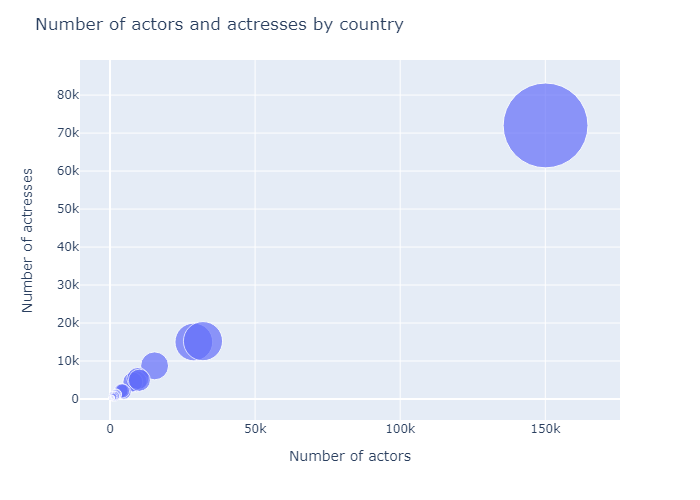 Number of actors and actresses by country
80k
70k
60k
50k
40k
30k
20k
10k
0
Number of actresses
0
50k
100k
150k
Number of actors